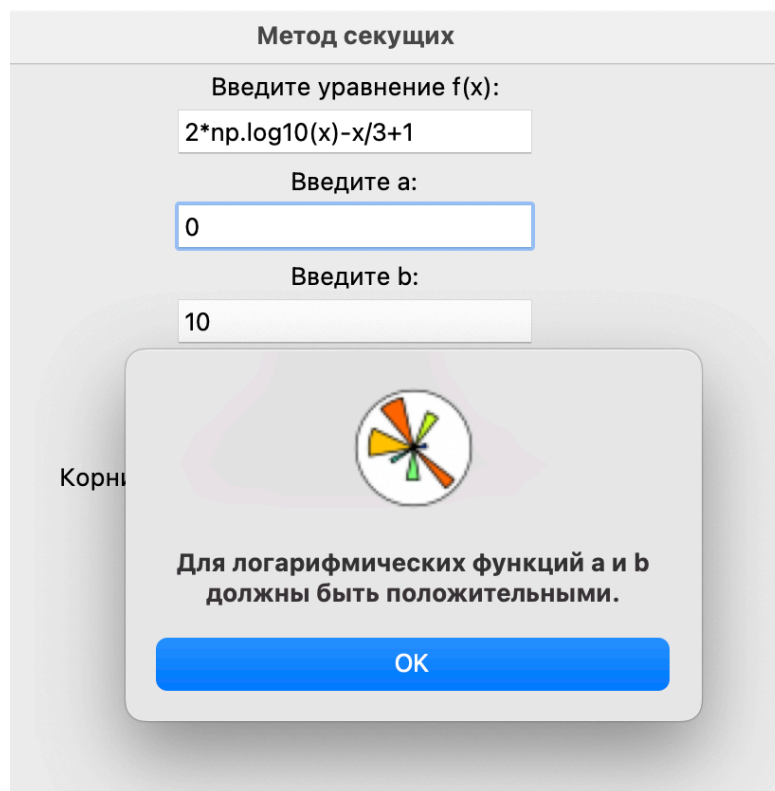 Метод секущих
Введите уравнение f(x):
2*np.log10(x)-x/3+1
Введите a:
0
Введите b:
10
Для логарифмических функций a и b
должны быть положительными.
OK